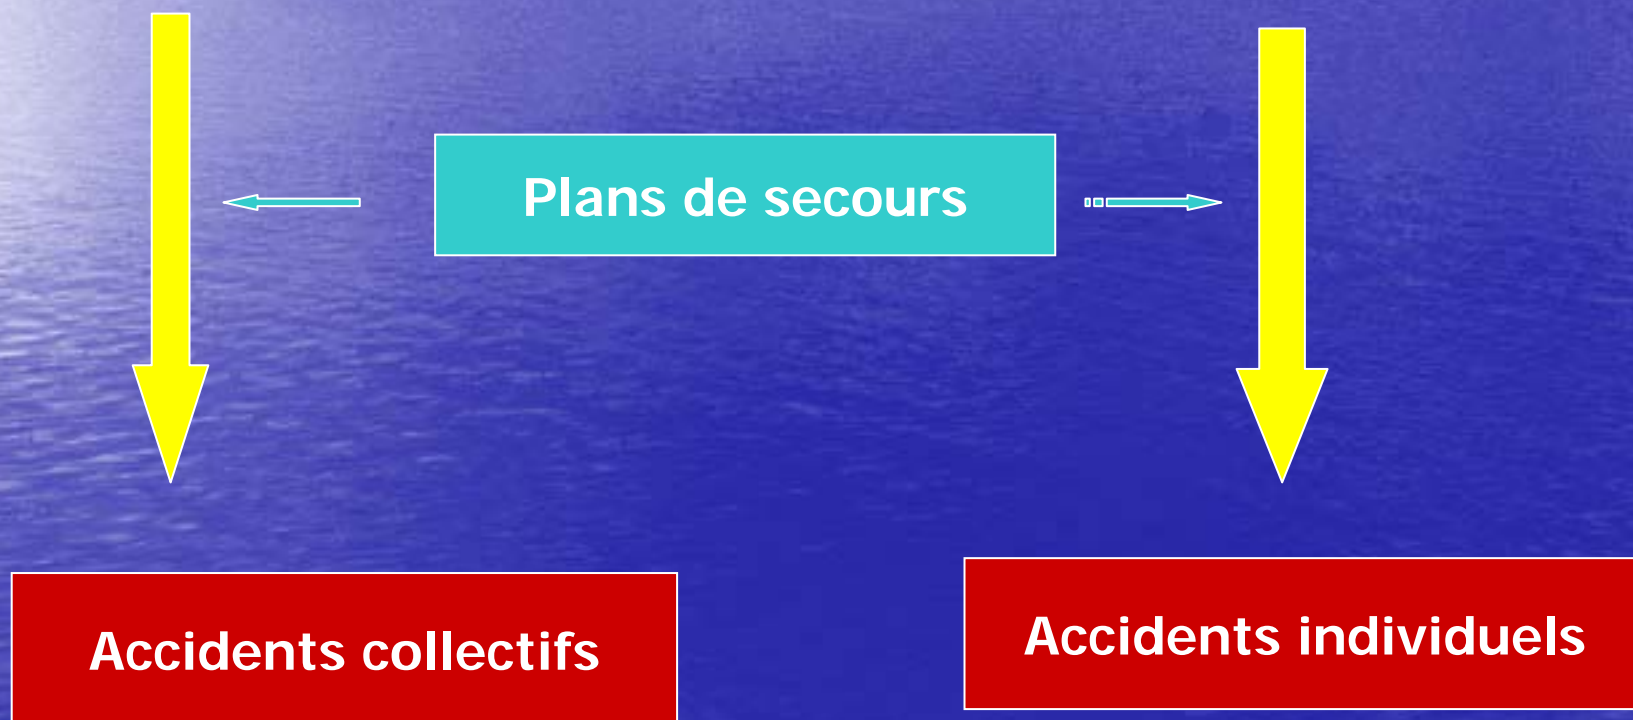 Plans de secours
Accidents collectifs
Accidents individuels